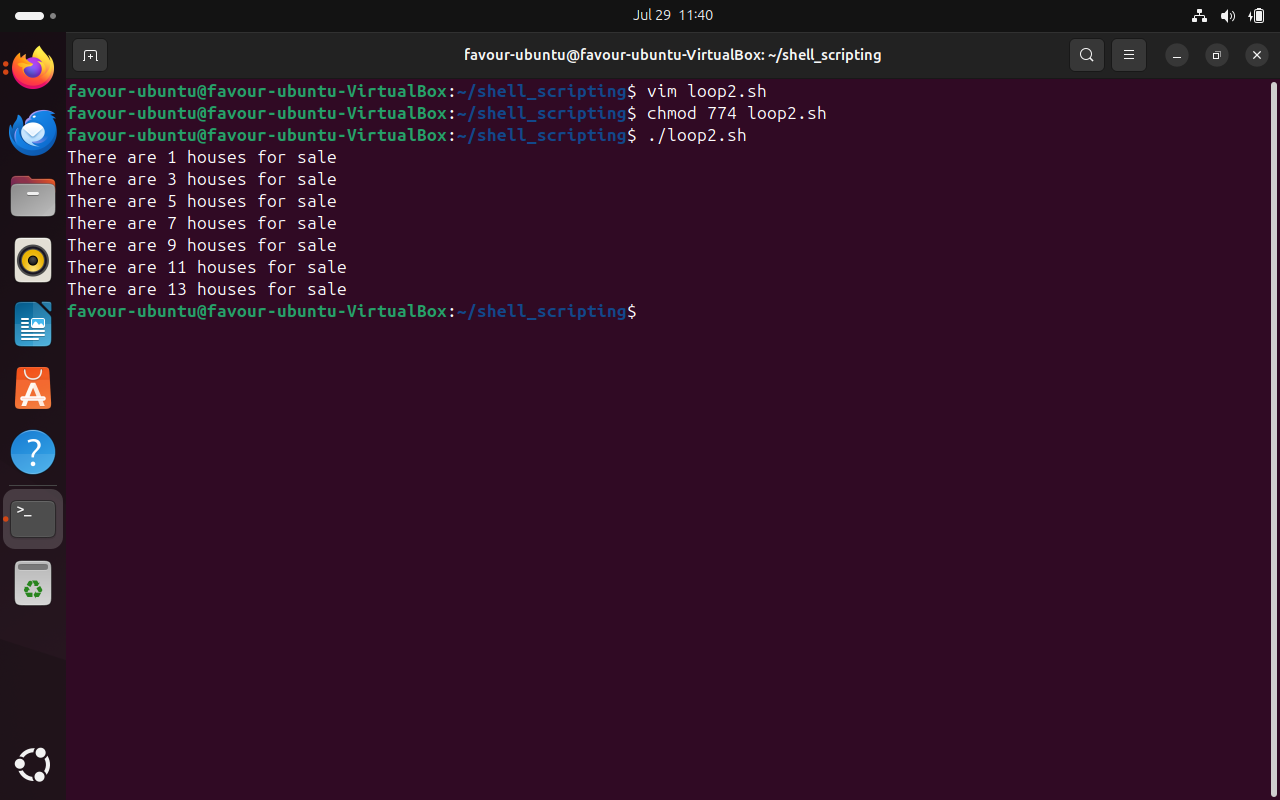 Jul 29 11:40
favour-ubuntu@favour-ubuntu-VirtualBox: ~/shell_scripting
favour-ubuntu@favour-ubuntu-VirtualBox:~/shell_scripting$ vim loop2.sh
favour-ubuntu@favour-ubuntu-VirtualBox:~/shell_scripting$ chmod 774 loop2.sh
favour-ubuntu@favour-ubuntu-VirtualBox:~/shell_scripting$ ./loop2.sh
There are 1 houses for sale
There are 3 houses for sale
There are 5 houses for sale
There are 7 houses for sale
There are 9 houses for sale
There are 11 houses for sale
There are 13 houses for sale
favour-ubuntu@favour-ubuntu-VirtualBox:~/shell_scripting$